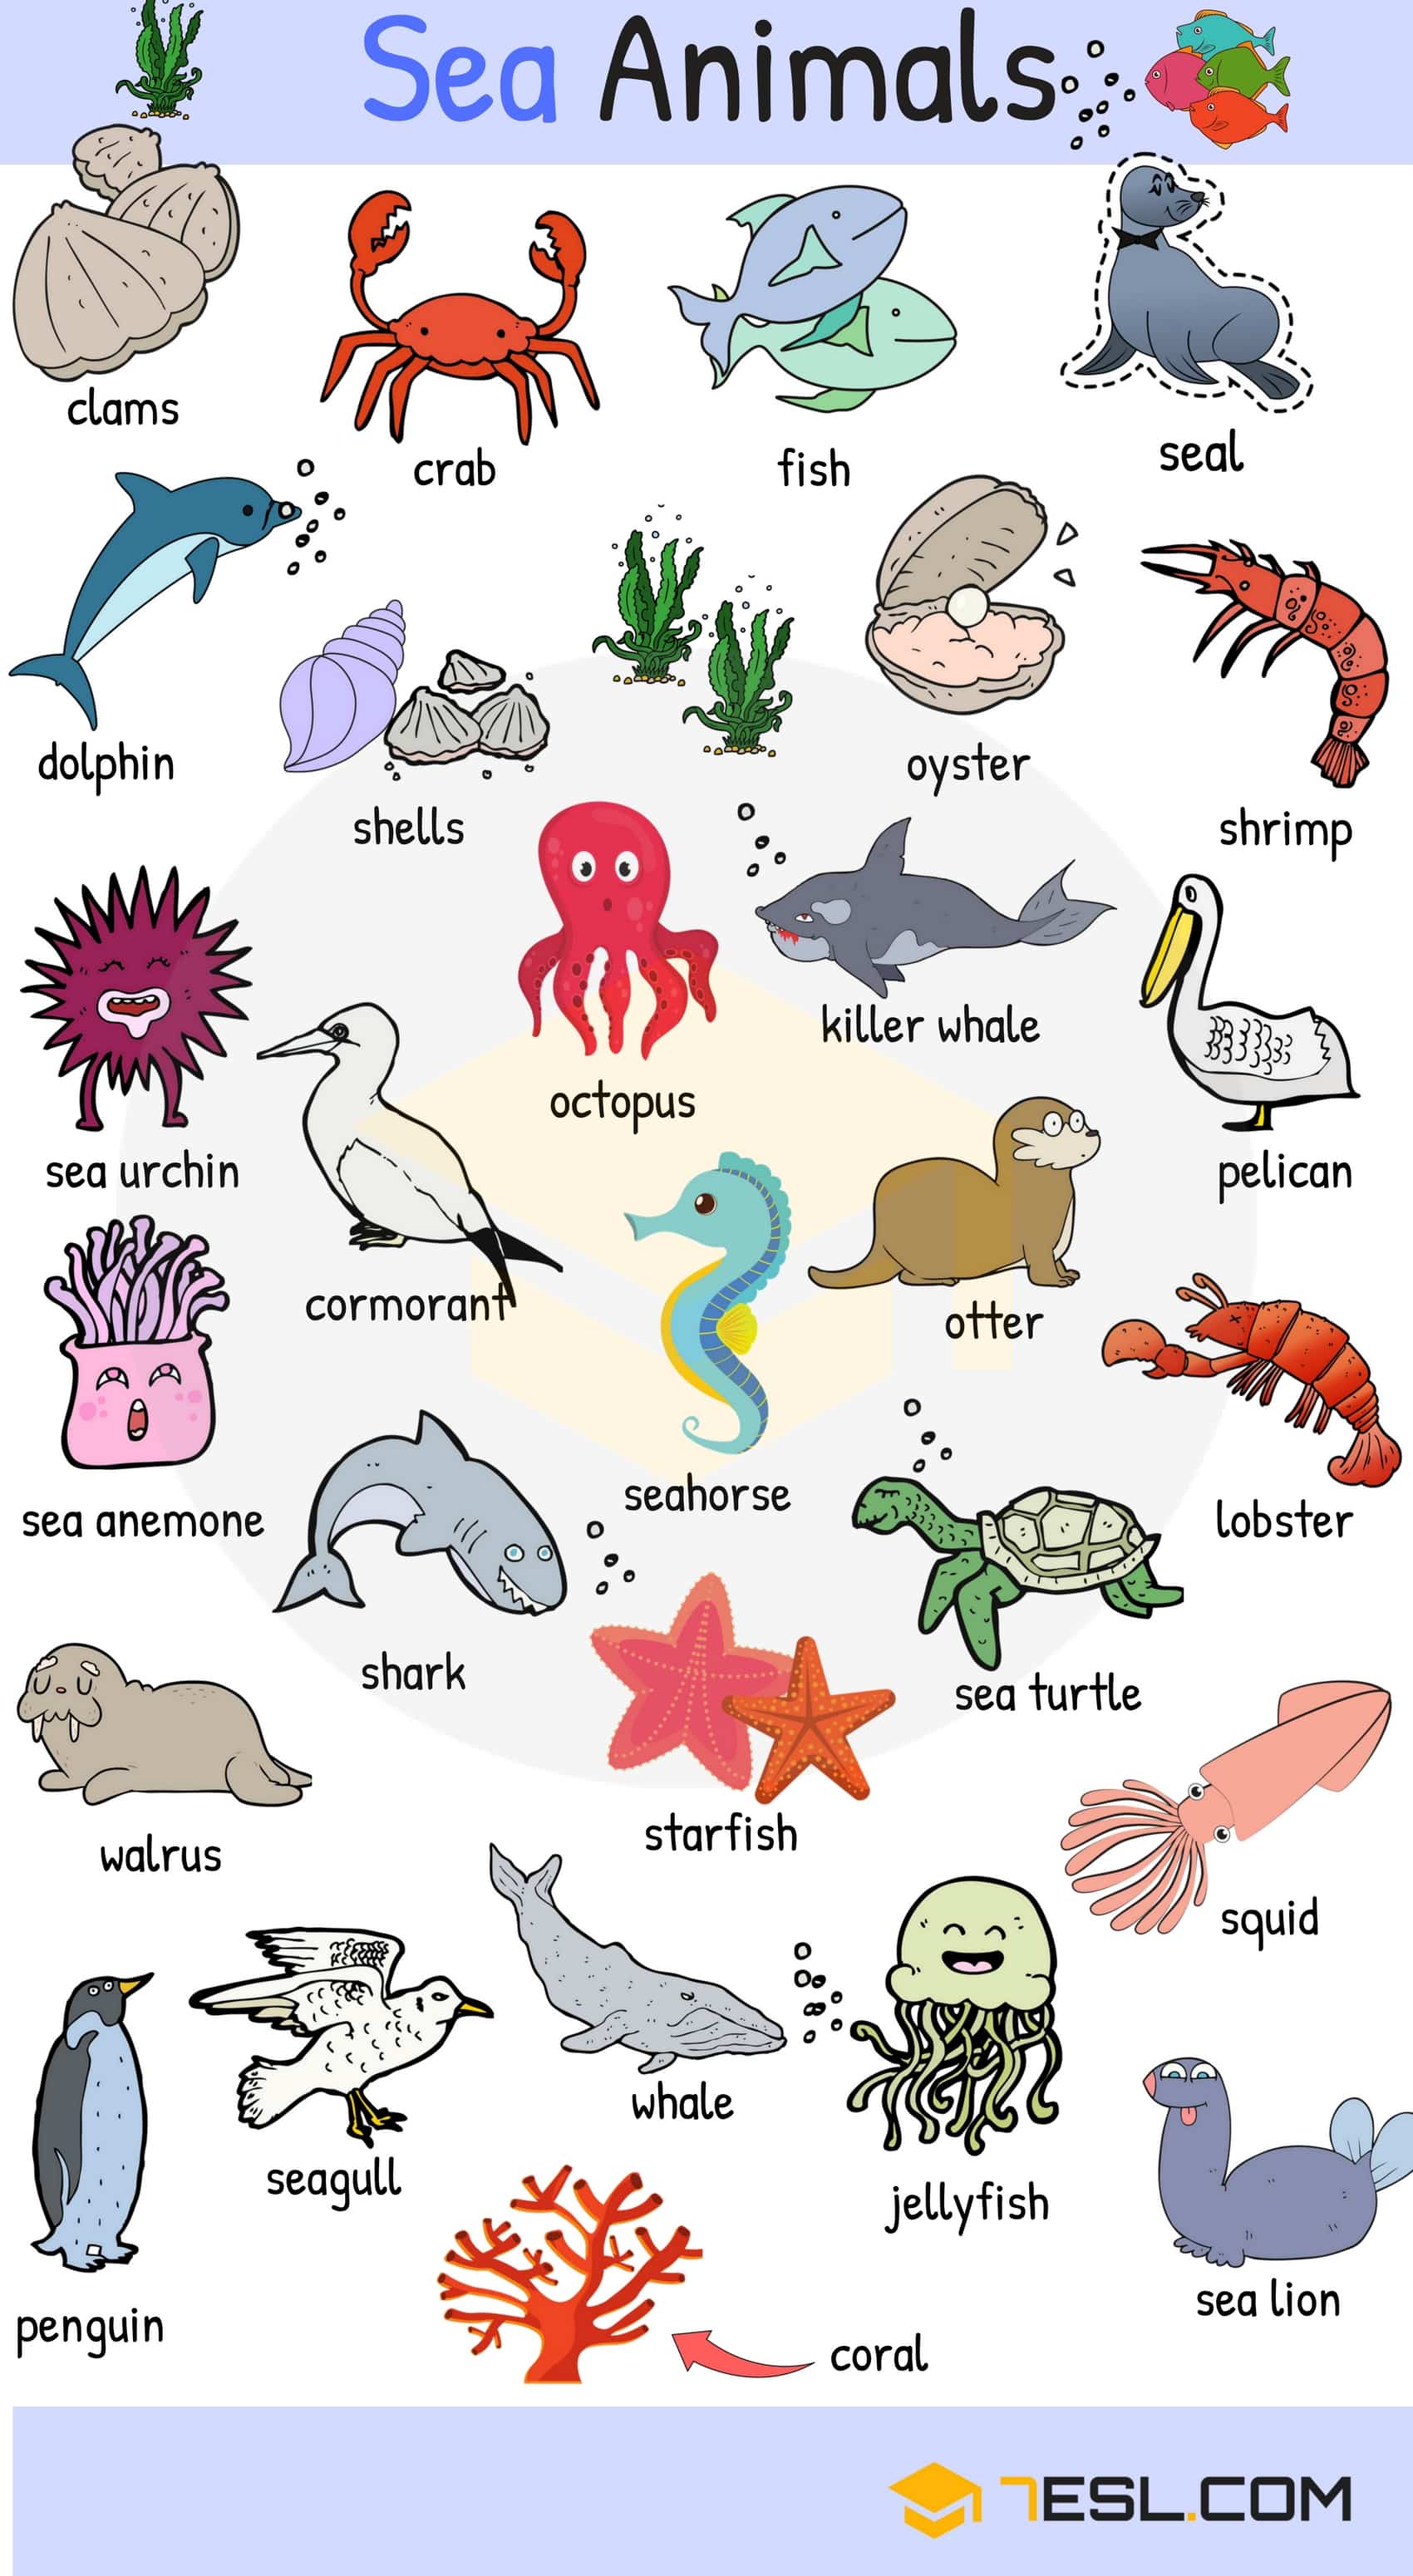 Sea Animals
clams
crab
fish
seal
dolphin
shells
oyster
shrimp
sea urchin
cormorant
octopus
killer whale
pelican
sea anemone
seahorse
otter
lobster
shark
sea turtle
walrus
starfish
squid
penguin
seagull
whale
jellyfish
sea lion
coral
7ESL.COM